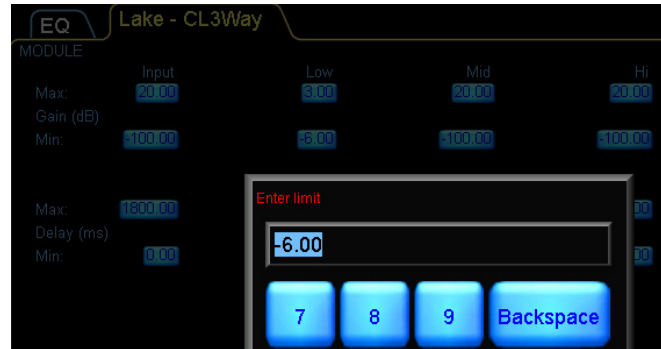 EQ Lake - CL3Way
MODULE
Input Low Mid Hi
Max: 20.00 3.00 20.00 20.00
Gain (dB)
Min: -100.00 -6.00 -100.00 -100.00
Enter limit
Max: 1800.00
Delay (ms)
-6.00
Min: 0.00
7 8 9 Backspace